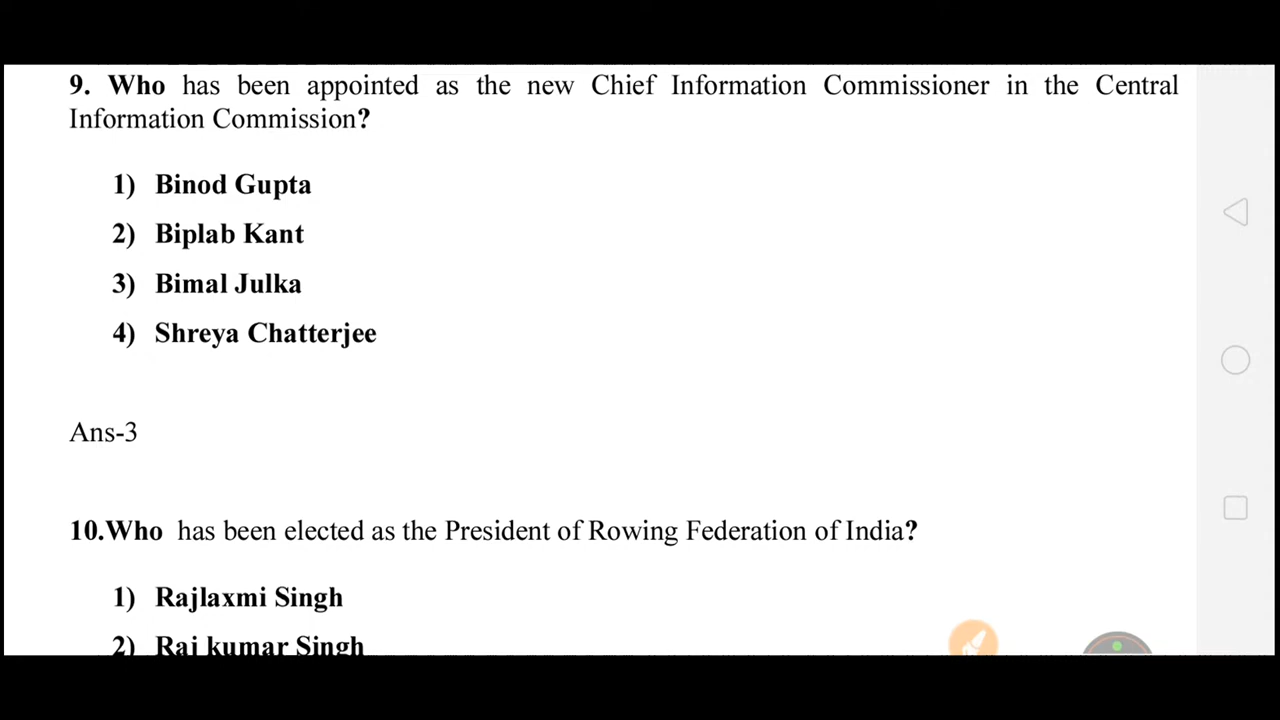 9. Who has been appointed as the new Chief Information Commissioner in the Central
Information Commission?
1) Binod Gupta
2) Biplab Kant
3) Bimal Julka
4) Shreya Chatterjee
Ans-3
10.Who has been elected as the President of Rowing Federation of India?
1) Rajlaxmi Singh
2) Raj kumar Singh